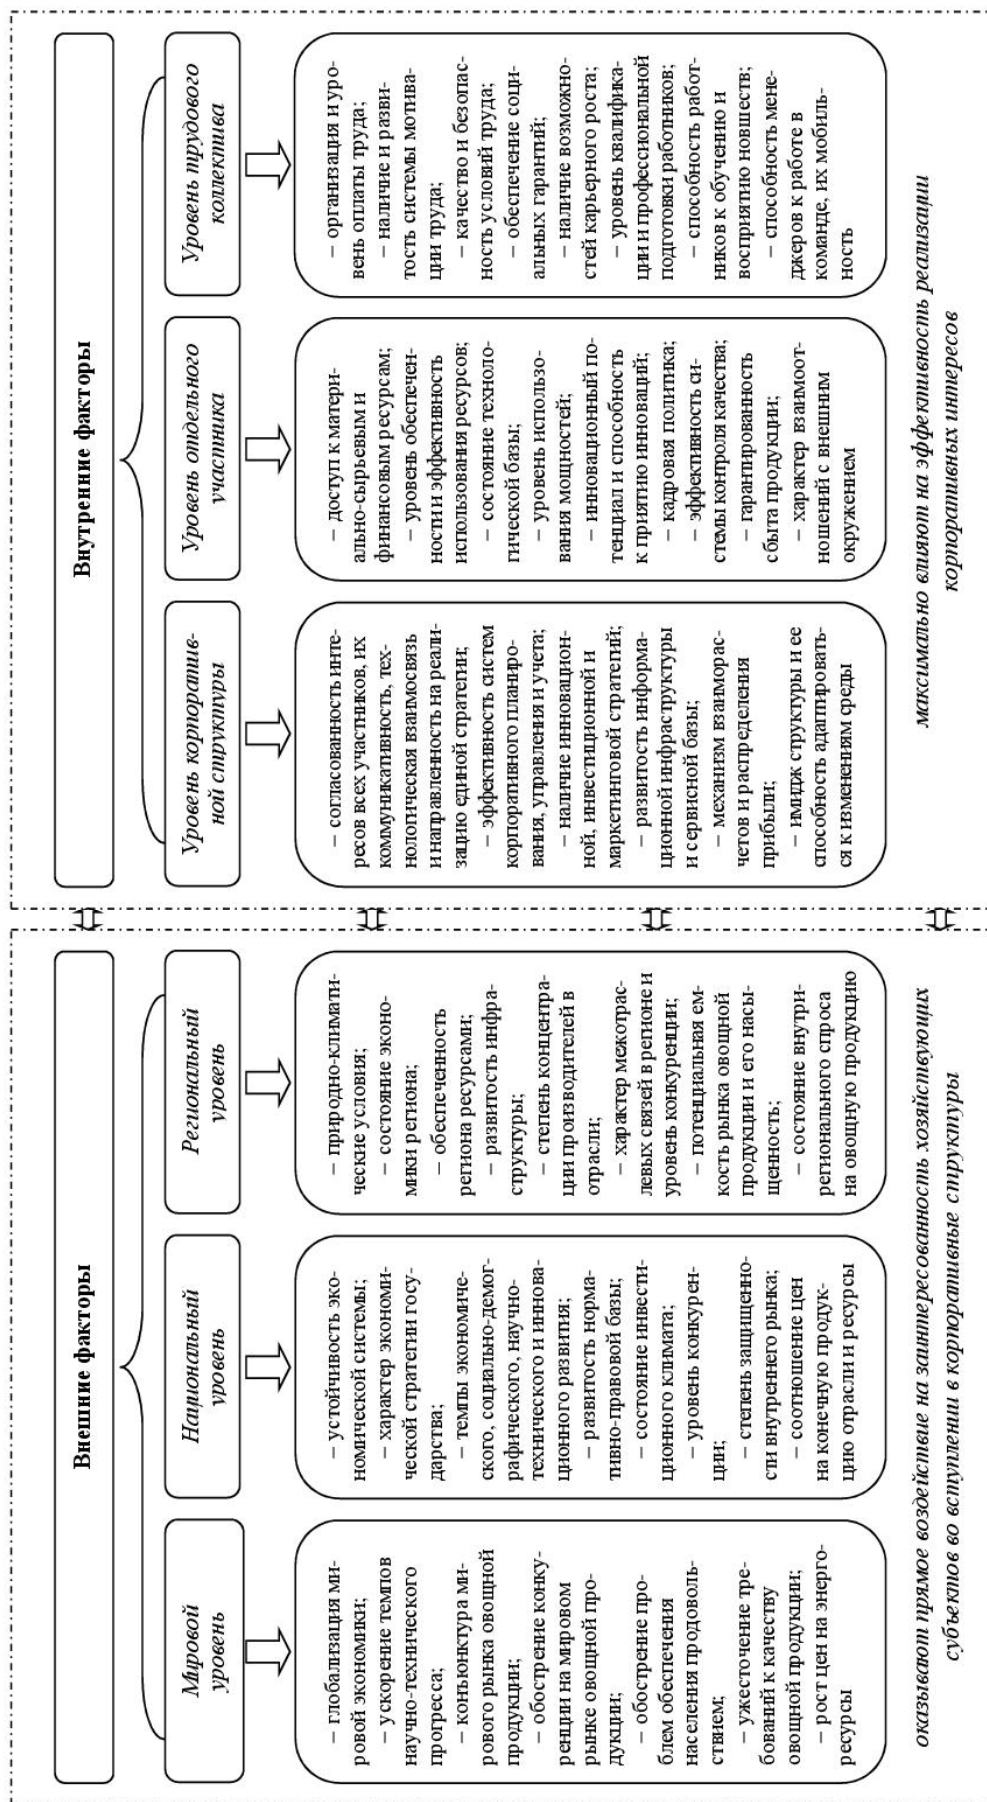 Внешние факторы
Мировой
уровень
– глобализация ми-
ровой экономики;
– ускорение темпов
научно-технического
прогресса;
– конъюнктура ми-
рового рынка овощной
продукции;
– обострение конку-
ренции на мировом
рынке овощной про-
дукции;
– обострение про-
блем обеспечения
населения продоволь-
ствием;
– ужесточение тре-
бований к качеству
овощной продукции;
– рост цен на энерго-
ресурсы
Национальный
уровень
– устойчивость эко-
номической системы;
– характер экономи-
ческой стратегии госу-
дарства;
– темпы экономиче-
ского, социально-демог-
рафического, научно-
технического и иннова-
ционного развития;
– развитость норма-
тивно-правовой базы;
– состояние инвести-
ционного климата;
– уровень конкурен-
ции;
– степень защищенно-
сти внутреннего рынка;
– соотношение цен
на конечную продук-
цию отрасли и ресурсы
Региональный
уровень
– природно-климати-
ческие условия;
– состояние эконо-
мики региона;
– обеспеченность
региона ресурсами;
– развитость инфра-
структуры;
– степень концентра-
ции производителей в
отрасли;
– характер межотрас-
левых связей в регионе и
уровень конкуренции;
– потенциальная ем-
кость рынка овощной
продукции и его насы-
щенность;
– состояние внутри-
регионального спроса
на овощную продукцию
оказывают прямое воздействие на заинтересованность хозяйствующих
субъектов во вступлении в корпоративные структуры
Внутренние факторы
Уровень корпоратив-
ной структуры
– согласованность инте-
ресов всех участников, их
коммуникативность, тех-
нологическая взаимосвязь
и направленность на реали-
зацию единой стратегии;
– эффективность систем
корпоративного планиро-
вания, управления и учета;
– наличие инновацион-
ной, инвестиционной и
маркетинговой стратегий;
– развитость информа-
ционной инфраструктуры
и сервисной базы;
– механизм взаиморас-
четов и распределения
прибыли;
– имидж структуры и ее
способность адаптировать-
ся к изменениям среды
Уровень отдельного
участника
– доступ к матери-
ально-сырьевым и
финансовым ресурсам;
– уровень обеспечен-
ности и эффективность
использования ресурсов;
– состояние техноло-
гической базы;
– уровень использо-
вания мощностей;
– инновационный по-
тенциал и способность
к приятию инноваций;
– кадровая политика;
– эффективность си-
стемы контроля качества;
– гарантированность
сбыта продукции;
– характер взаимоот-
ношений с внешним
окружением
Уровень трудового
коллектива
– организация и уро-
вень оплаты труда;
– наличие и разви-
тость системы мотива-
ции труда;
– качество и безопас-
ность условий труда;
– обеспечение соци-
альных гарантий;
– наличие возможно-
стей карьерного роста;
– уровень квалифика-
ции и профессиональной
подготовки работников;
– способность работ-
ников к обучению и
восприятию новшеств;
– способность мене-
джеров к работе в
команде, их мобиль-
ность
максимально влияют на эффективность реализации
корпоративных интересов